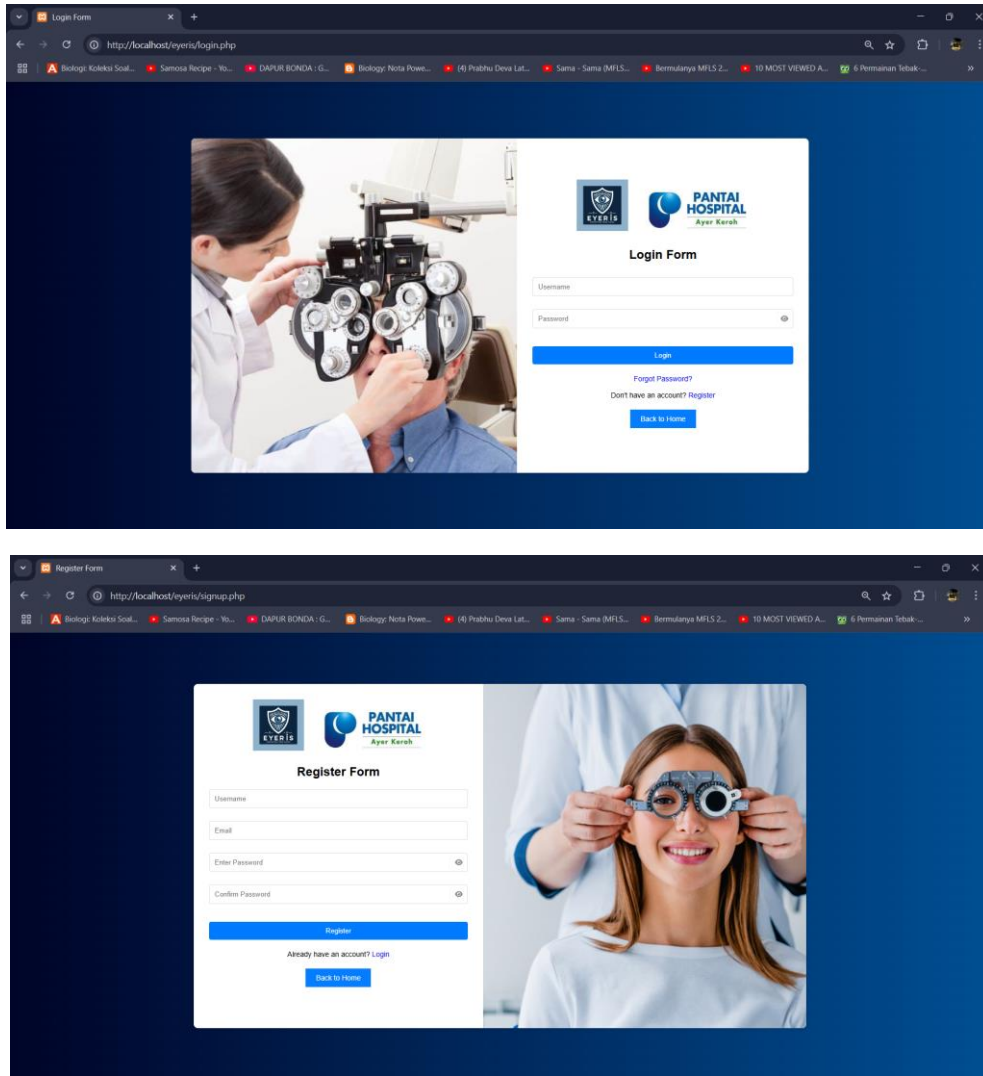 Login Form
http://localhost/eyeris/login.php
Biologi: Koleksi Soal... Samosa Recipe - Yo... DAPUR BONDA : G... Biology: Nota Powe... (4) Prabhu Deva Lat... Sama - Sama (MFLS... Bermulanya MFLS 2... 10 MOST VIEWED A... 6 Permainan Tebak-...
EYERIS
PANTAI
HOSPITAL
Ayer Keroh
Login Form
Username
Password
Login
Forgot Password?
Don't have an account? Register
Back to Home
Register Form
http://localhost/eyeris/signup.php
Biologi: Koleksi Soal... Samosa Recipe - Yo... DAPUR BONDA : G... Biology: Nota Powe... (4) Prabhu Deva Lat... Sama - Sama (MFLS... Bermulanya MFLS 2... 10 MOST VIEWED A... 6 Permainan Tebak-...
EYERIS
PANTAI
HOSPITAL
Ayer Keroh
Register Form
Username
Email
Enter Password
Confirm Password
Register
Already have an account? Login
Back to Home